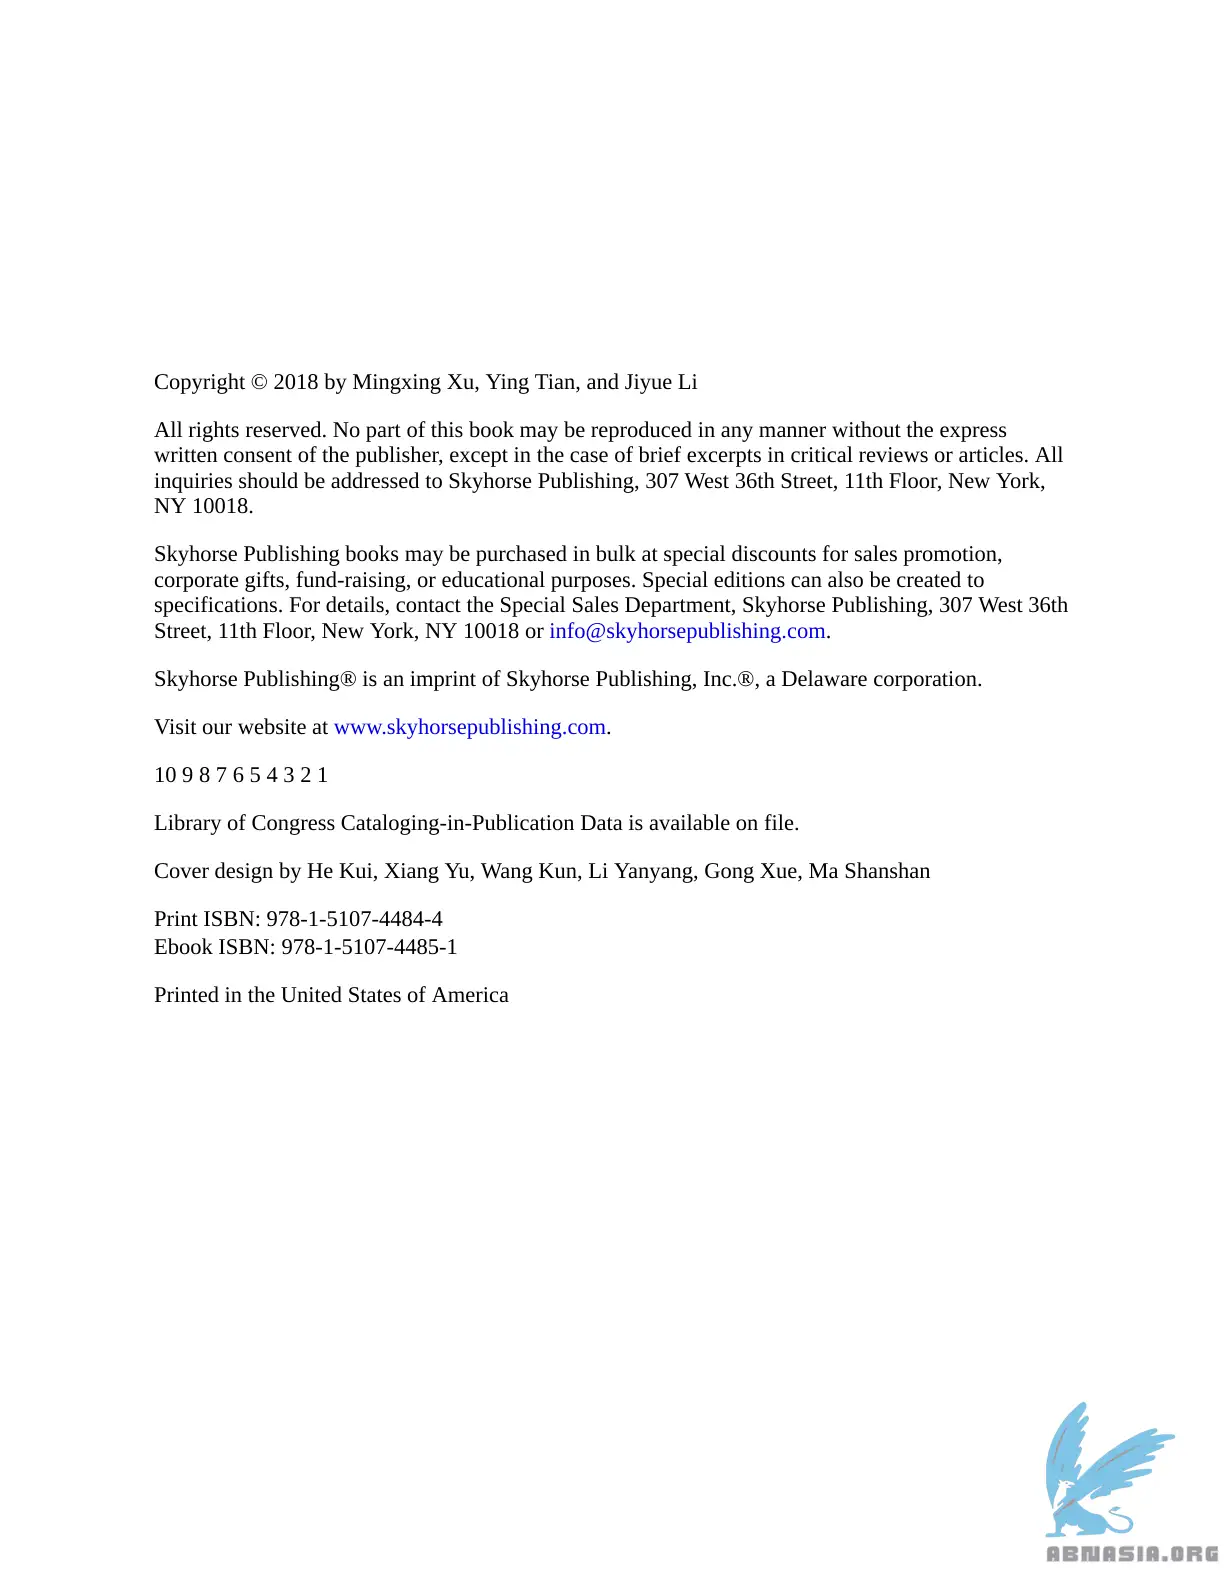 Copyright © 2018 by Mingxing Xu, Ying Tian, and Jiyue Li
All rights reserved. No part of this book may be reproduced in any manner without the express
written consent of the publisher, except in the case of brief excerpts in critical reviews or articles. All
inquiries should be addressed to Skyhorse Publishing, 307 West 36th Street, 11th Floor, New York,
NY 10018.
Skyhorse Publishing books may be purchased in bulk at special discounts for sales promotion,
corporate gifts, fund-raising, or educational purposes. Special editions can also be created to
specifications. For details, contact the Special Sales Department, Skyhorse Publishing, 307 West 36th
Street, 11th Floor, New York, NY 10018 or info@skyhorsepublishing.com.
Skyhorse Publishing® is an imprint of Skyhorse Publishing, Inc.®, a Delaware corporation.
Visit our website at www.skyhorsepublishing.com.
10 9 8 7 6 5 4 3 2 1
Library of Congress Cataloging-in-Publication Data is available on file.
Cover design by He Kui, Xiang Yu, Wang Kun, Li Yanyang, Gong Xue, Ma Shanshan
Print ISBN: 978-1-5107-4484-4
Ebook ISBN: 978-1-5107-4485-1
Printed in the United States of America
ABNASIA.ORG